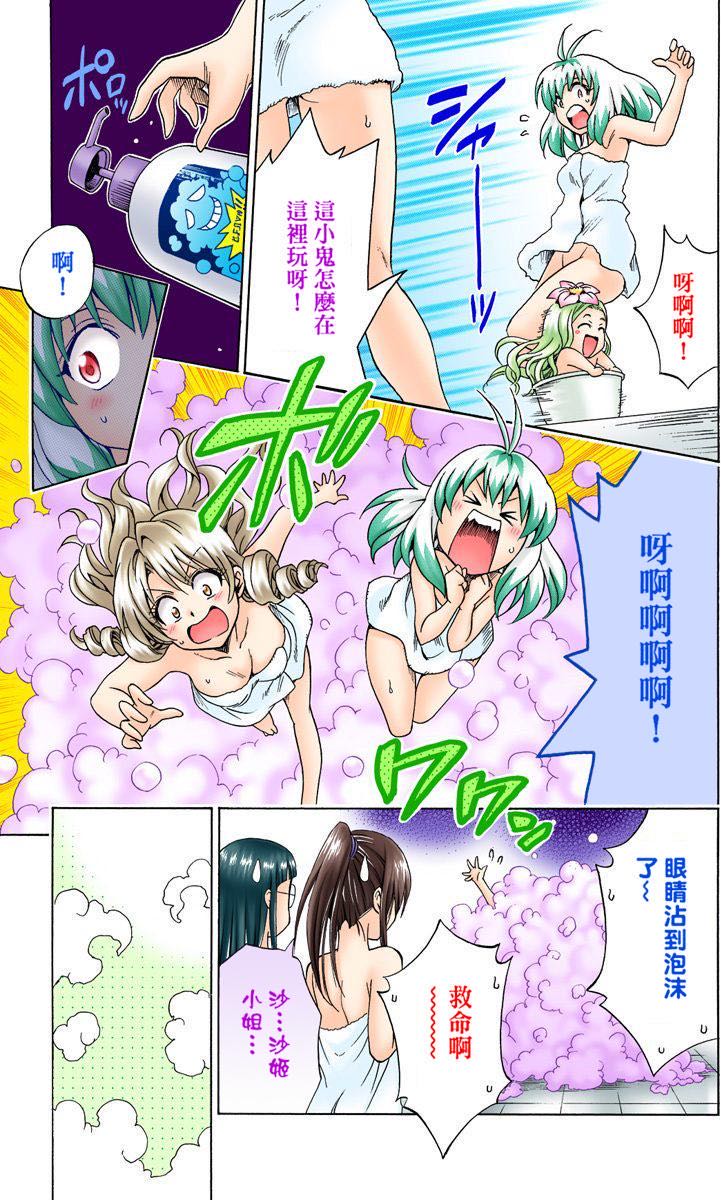 呀啊啊！
シャーーッ
這小鬼怎麼在
這裡玩呀！
ポロッ
啊！
呀啊啊啊啊！
ボッ
ワワワン
眼睛沾到泡沫
了～
救命啊
～～～～
沙…沙姬
小姐…